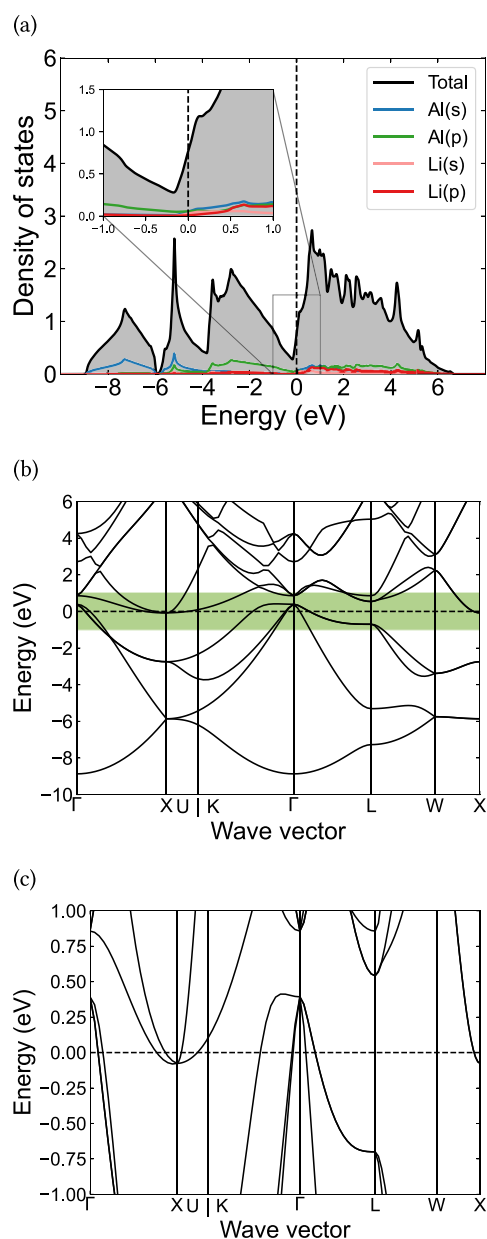 (a)
6
5
4
3
2
1
0
Density of states
−8 −6 −4 −2 0 2 4 6
Energy (eV)
Total
Al(s)
Al(p)
Li(s)
Li(p)
1.5
1.0
0.5
0.0
−1.0 −0.5 0.0 0.5 1.0
(b)
6
4
2
0
−2
−4
−6
−8
−10
Energy (eV)
Γ X U | K Γ L W X
Wave vector
(c)
1.00
0.75
0.50
0.25
0.00
−0.25
−0.50
−0.75
−1.00
Energy (eV)
Γ X U | K Γ L W X
Wave vector